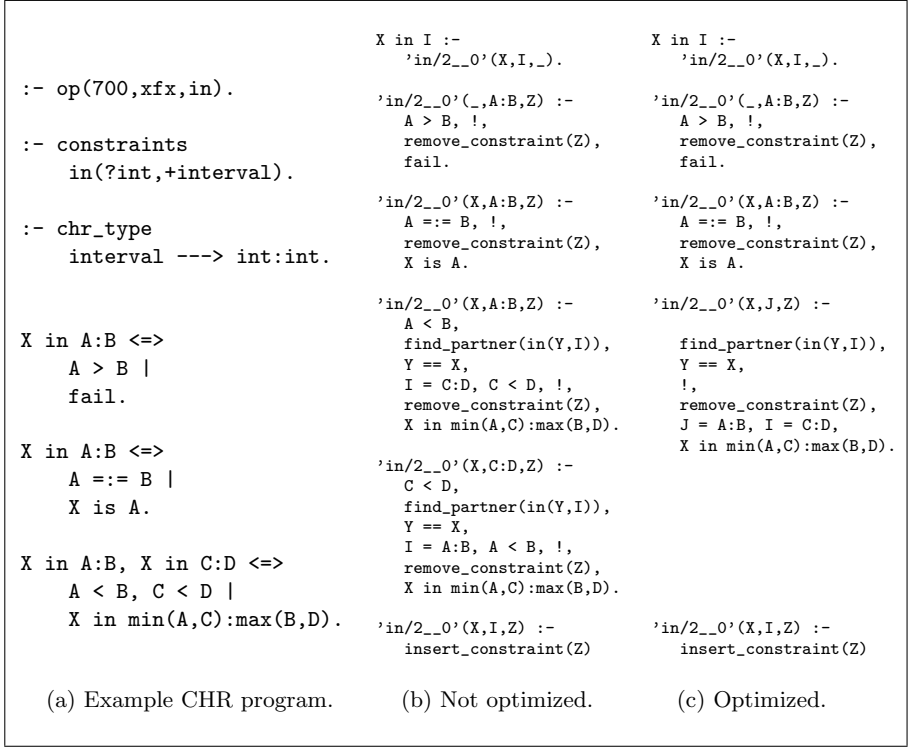 :- op(700,xfx,in).
:- constraints
in(?int,+interval).
:- chr_type
interval ---> int:int.
X in A:B <=>
A > B |
fail.
X in A:B <=>
A =:= B |
X is A.
X in A:B, X in C:D <=>
A < B, C < D |
X in min(A,C):max(B,D).
(a) Example CHR program.
X in I :-
'in/2__0'(X,I,_).
'in/2__0'(_,A:B,Z) :-
A > B, !,
remove_constraint(Z),
fail.
'in/2__0'(X,A:B,Z) :-
A =:= B, !,
remove_constraint(Z),
X is A.
'in/2__0'(X,A:B,Z) :-
A < B,
find_partner(in(Y,I)),
Y == X,
I = C:D, C < D, !,
remove_constraint(Z),
X in min(A,C):max(B,D).
'in/2__0'(X,C:D,Z) :-
C < D,
find_partner(in(Y,I)),
Y == X,
I = A:B, A < B, !,
remove_constraint(Z),
X in min(A,C):max(B,D).
'in/2__0'(X,I,Z) :-
insert_constraint(Z)
(b) Not optimized.
X in I :-
'in/2__0'(X,I,_).
'in/2__0'(_,A:B,Z) :-
A > B, !,
remove_constraint(Z),
fail.
'in/2__0'(X,A:B,Z) :-
A =:= B, !,
remove_constraint(Z),
X is A.
'in/2__0'(X,J,Z) :-
find_partner(in(Y,I)),
Y == X,
!,
remove_constraint(Z),
J = A:B, I = C:D,
X in min(A,C):max(B,D).
'in/2__0'(X,I,Z) :-
insert_constraint(Z)
(c) Optimized.